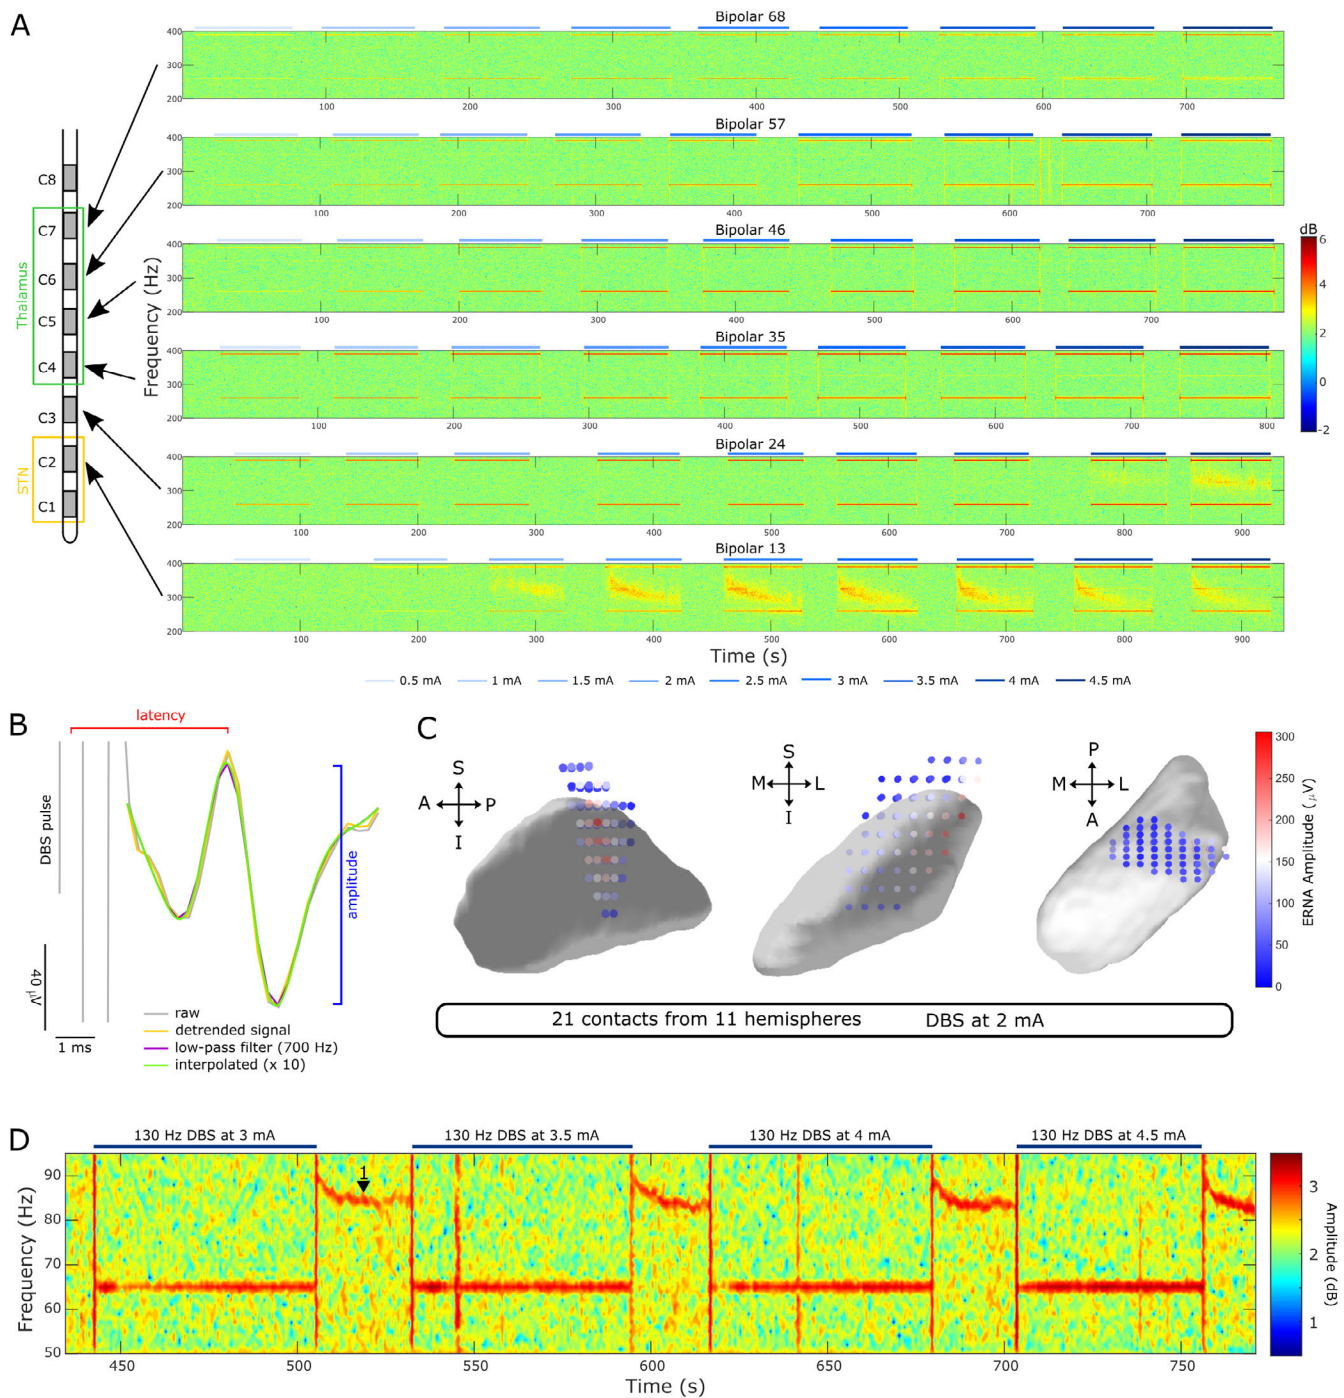 A
Bipolar 68
400
300
200
100 200 300 400 500 600 700
Bipolar 57
400
300
200
100 200 300 400 500 600 700
Bipolar 46
400
300
200
100 200 300 400 500 600 700
Bipolar 35
400
300
200
100 200 300 400 500 600 700 800
Bipolar 24
400
300
200
100 200 300 400 500 600 700 800 900
Bipolar 13
400
300
200
100 200 300 400 500 600 700 800 900
Frequency (Hz)
Time (s)
C8
C7
C6
C5
C4
C3
C2
C1
Thalamus
STN
dB
6
4
2
0
-2
0.5 mA 1 mA 1.5 mA 2 mA 2.5 mA 3 mA 3.5 mA 4 mA 4.5 mA
B
latency
DBS pulse
amplitude
40 µV
1 ms
raw
detrended signal
low-pass filter (700 Hz)
interpolated (x 10)
C
S
A P
I
S
M L
I
P
M L
A
300
250
200
150
100
50
0
ERNA Amplitude (µV)
21 contacts from 11 hemispheres DBS at 2 mA
D
130 Hz DBS at 3 mA 130 Hz DBS at 3.5 mA 130 Hz DBS at 4 mA 130 Hz DBS at 4.5 mA
1
90
80
70
60
50
Frequency (Hz)
450 500 550 600 650 700 750
Time (s)
3
2
1
Amplitude (dB)